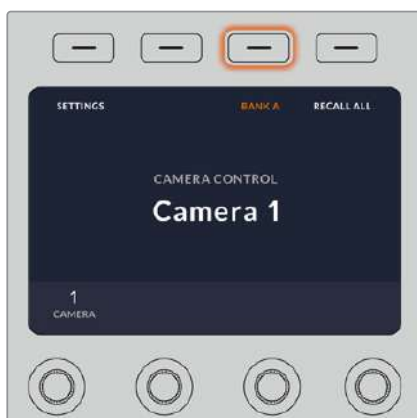 SETTINGS BANK A RECALL ALL
CAMERA CONTROL
Camera 1
1
CAMERA